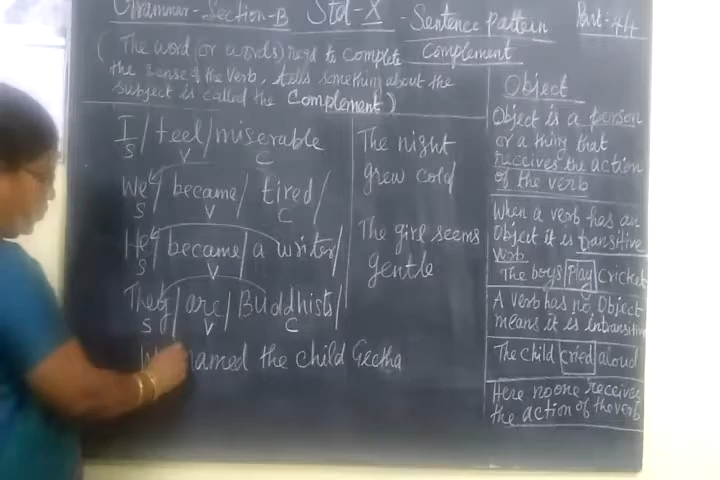 Grammar - Section - B Std - X - Sentence pattern Part - 44
Complement
( The word (or words) reqd to complete
the sense of the verb, tells something about the
subject is called the Complement )
I / feel / miserable
S V C
We / became / tired /
S V C
He / became / a writer /
S V
They / are / Buddhists /
S V C
named the child Geetha
The night
grew cold
The girl seems
gentle
Object
Object is a person
or a thing that
receives the action
of the verb
When a verb has an
Object it is transitive
verb
The boys play cricket
A verb has no Object
means it is intransitive
The child cried aloud
Here no one receives
the action of the verb